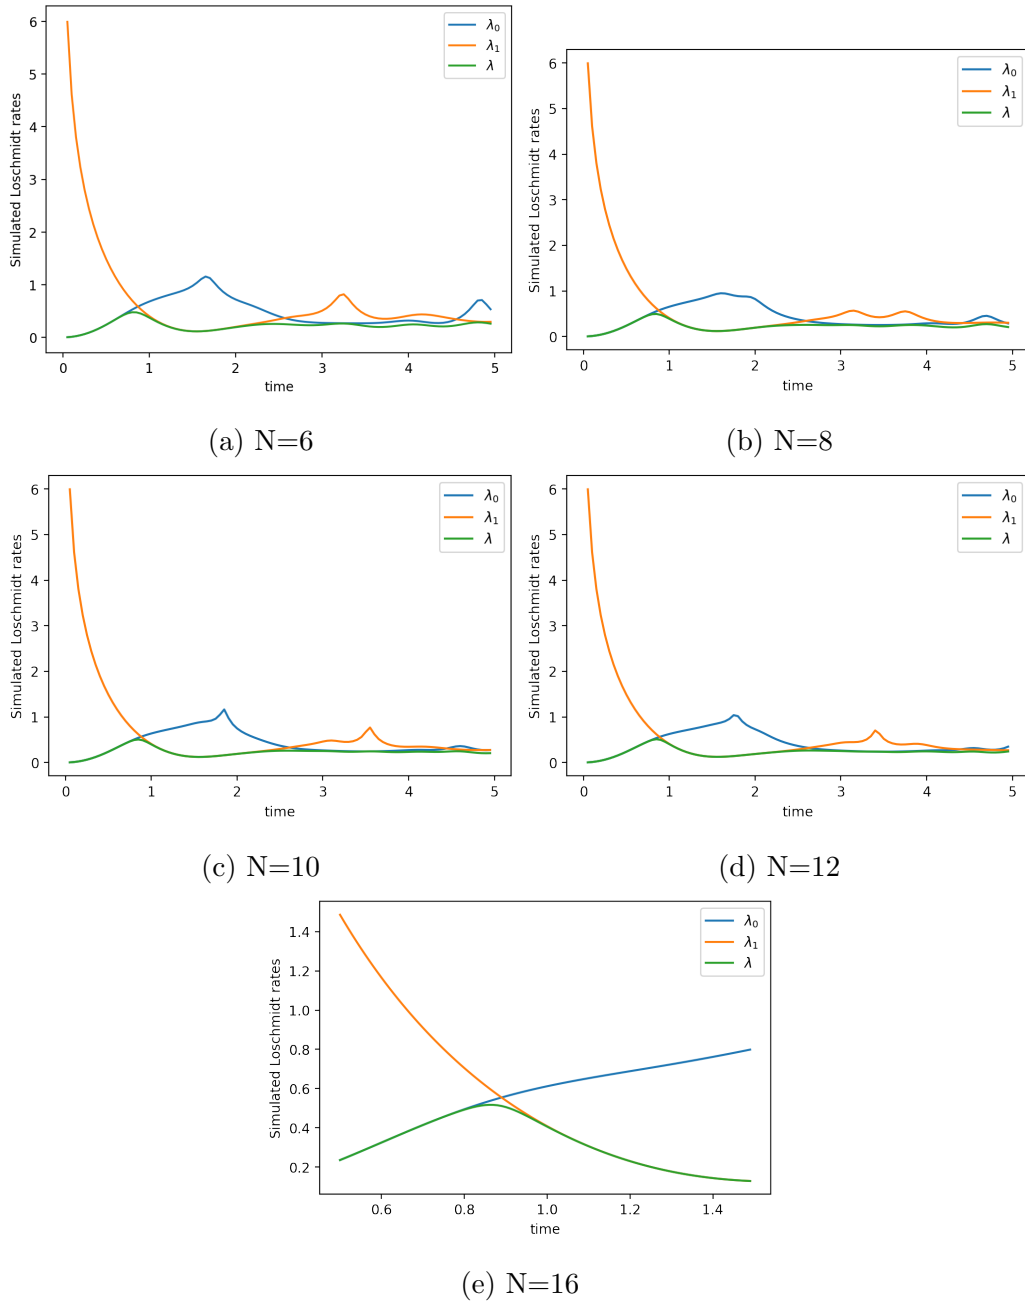 Simulated Loschmidt rates
6
5
4
3
2
1
0
0 1 2 3 4 5
time
λ₀
λ₁
λ
(a) N=6
Simulated Loschmidt rates
6
5
4
3
2
1
0
0 1 2 3 4 5
time
λ₀
λ₁
λ
(b) N=8
Simulated Loschmidt rates
6
5
4
3
2
1
0
0 1 2 3 4 5
time
λ₀
λ₁
λ
(c) N=10
Simulated Loschmidt rates
6
5
4
3
2
1
0
0 1 2 3 4 5
time
λ₀
λ₁
λ
(d) N=12
Simulated Loschmidt rates
1.4
1.2
1.0
0.8
0.6
0.4
0.2
0.6 0.8 1.0 1.2 1.4
time
λ₀
λ₁
λ
(e) N=16